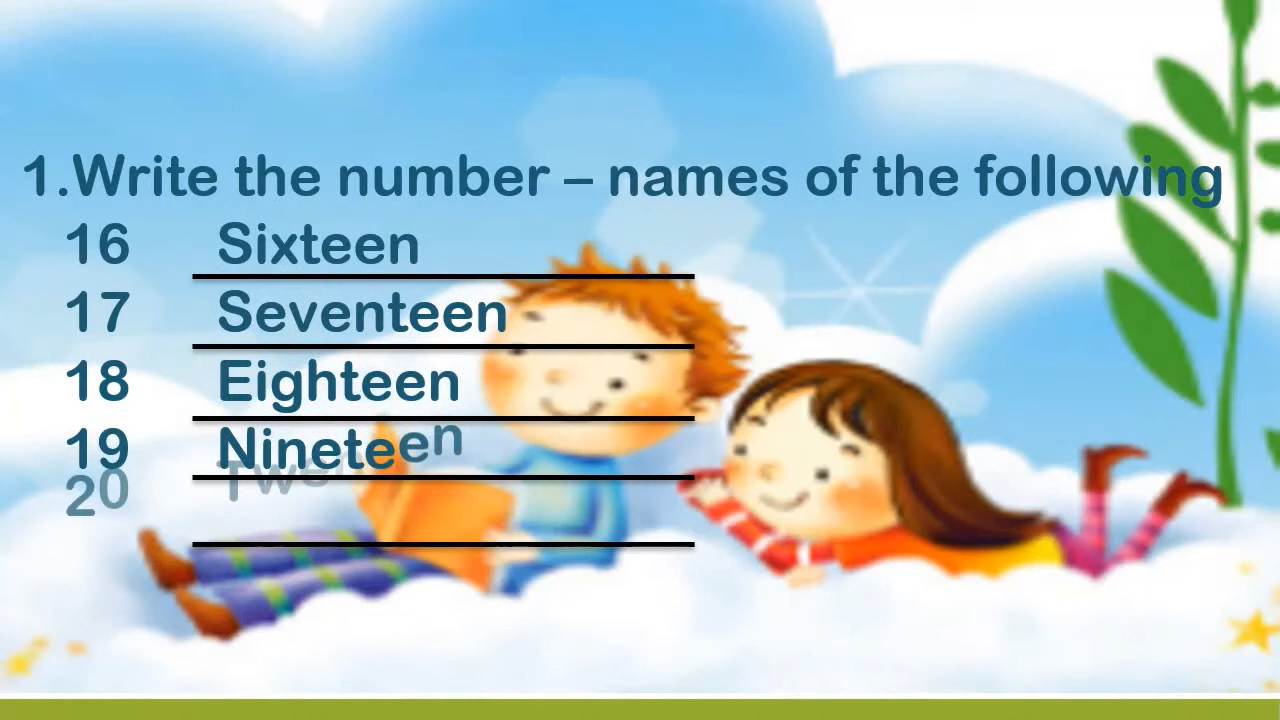 1.Write the number – names of the following
16 Sixteen
17 Seventeen
18 Eighteen
19 Nineteen
20